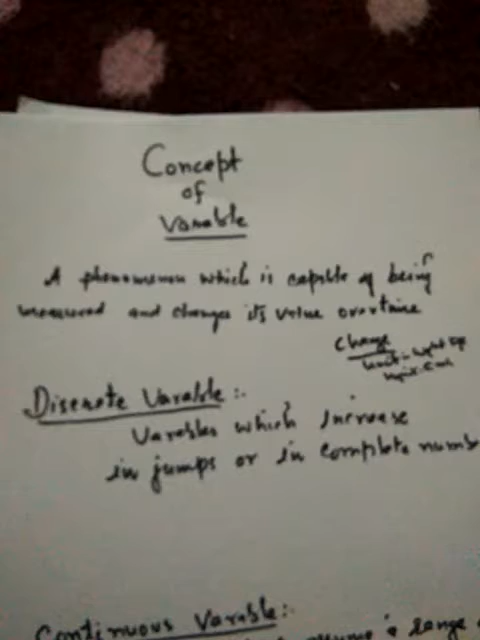 Concept
of
Variable
A phenomenon which is capable of being
measured and changes its value overtime
Change
Discrete Variable :-
Variables which increase
in jumps or in complete numb
Continuous Variable :-
range